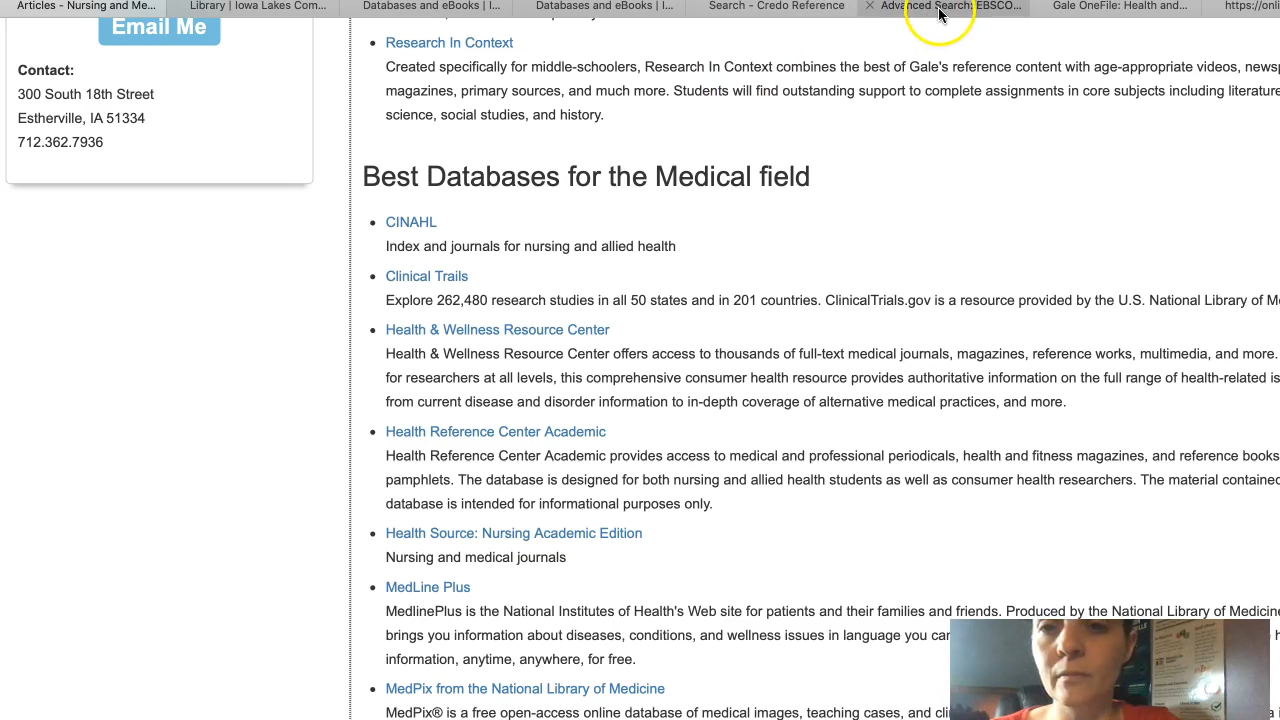 Articles - Nursing and Me...
Library | Iowa Lakes Com...
Databases and eBooks | I...
Databases and eBooks | I...
Search - Credo Reference
Advanced Search: EBSCO...
Gale OneFile: Health and...
https://onli
Email Me
Contact:
300 South 18th Street
Estherville, IA 51334
712.362.7936
Research In Context
Created specifically for middle-schoolers, Research In Context combines the best of Gale's reference content with age-appropriate videos, newsp
magazines, primary sources, and much more. Students will find outstanding support to complete assignments in core subjects including literature
science, social studies, and history.
Best Databases for the Medical field
CINAHL
Index and journals for nursing and allied health
Clinical Trails
Explore 262,480 research studies in all 50 states and in 201 countries. ClinicalTrials.gov is a resource provided by the U.S. National Library of Me
Health & Wellness Resource Center
Health & Wellness Resource Center offers access to thousands of full-text medical journals, magazines, reference works, multimedia, and more.
for researchers at all levels, this comprehensive consumer health resource provides authoritative information on the full range of health-related is
from current disease and disorder information to in-depth coverage of alternative medical practices, and more.
Health Reference Center Academic
Health Reference Center Academic provides access to medical and professional periodicals, health and fitness magazines, and reference books
pamphlets. The database is designed for both nursing and allied health students as well as consumer health researchers. The material contained
database is intended for informational purposes only.
Health Source: Nursing Academic Edition
Nursing and medical journals
MedLine Plus
MedlinePlus is the National Institutes of Health's Web site for patients and their families and friends. Produced by the National Library of Medicine
brings you information about diseases, conditions, and wellness issues in language you can
information, anytime, anywhere, for free.
MedPix from the National Library of Medicine
MedPix® is a free open-access online database of medical images, teaching cases, and clin